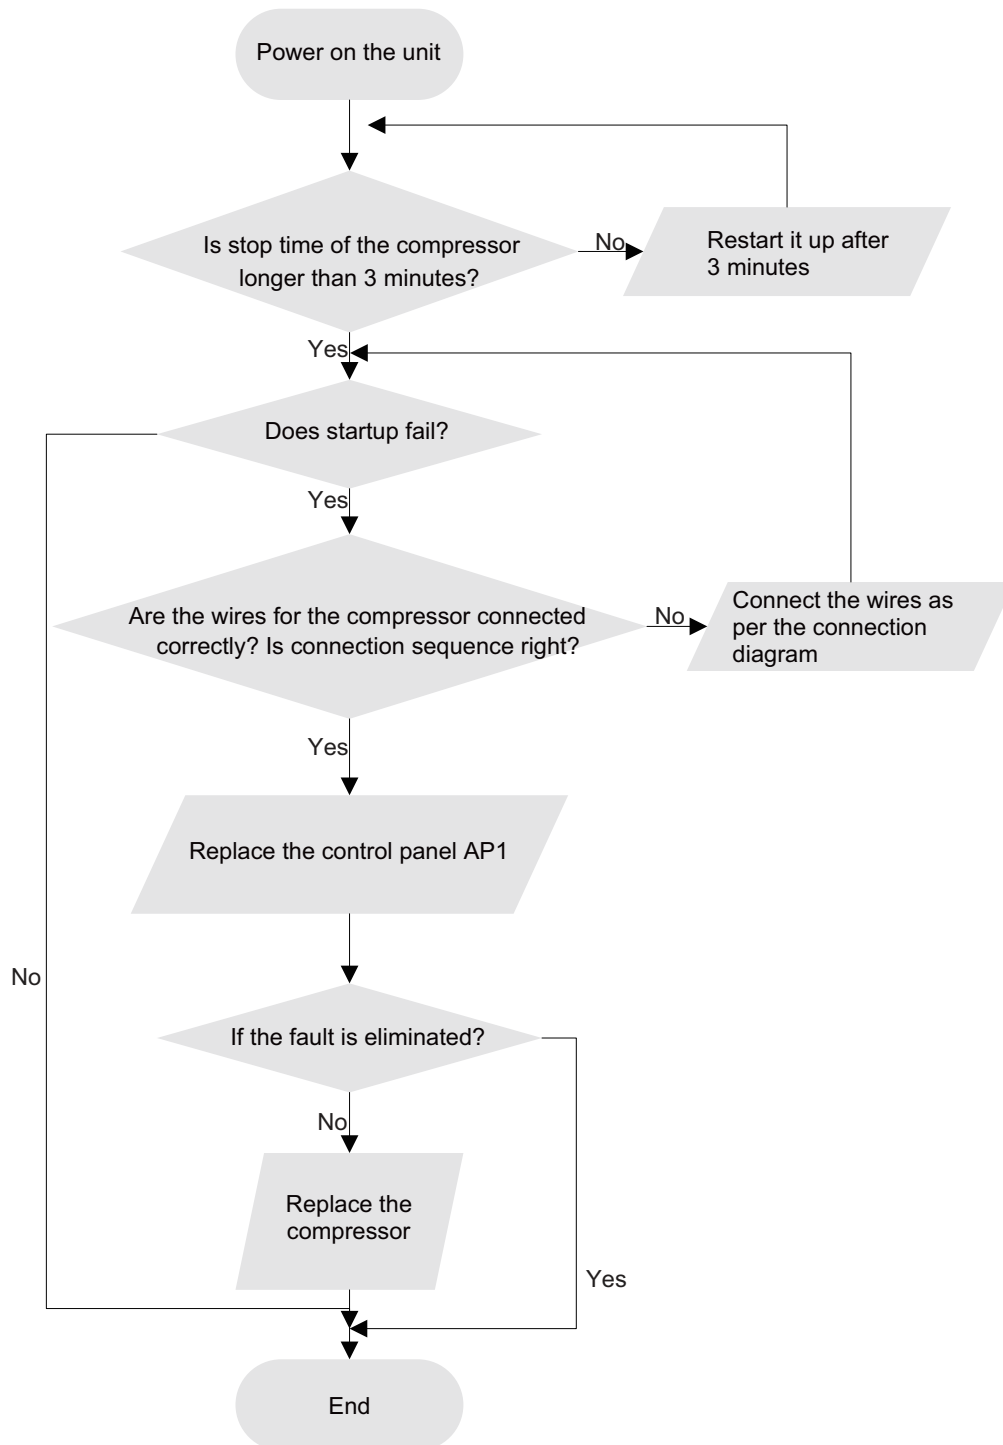 Power on the unit
Is stop time of the compressor
longer than 3 minutes?
No
Restart it up after
3 minutes
Yes
Does startup fail?
Yes
Are the wires for the compressor connected
correctly? Is connection sequence right?
No
Connect the wires as
per the connection
diagram
Yes
Replace the control panel AP1
No
If the fault is eliminated?
No
Replace the
compressor
Yes
End